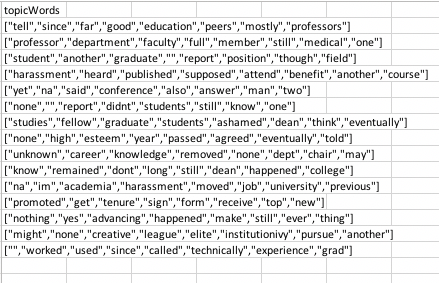 topicWords
["tell","since","far","good","education","peers","mostly","professors"]
["professor","department","faculty","full","member","still","medical","one"]
["student","another","graduate","","report","position","though","field"]
["harassment","heard","published","supposed","attend","benefit","another","course"]
["yet","na","said","conference","also","answer","man","two"]
["none","","report","didnt","students","still","know","one"]
["studies","fellow","graduate","students","ashamed","dean","think","eventually"]
["none","high","esteem","year","passed","agreed","eventually","told"]
["unknown","career","knowledge","removed","none","dept","chair","may"]
["know","remained","dont","long","still","dean","happened","college"]
["na","im","academia","harassment","moved","job","university","previous"]
["promoted","get","tenure","sign","form","receive","top","new"]
["nothing","yes","advancing","happened","make","still","ever","thing"]
["might","none","creative","league","elite","institutionivy","pursue","another"]
["","worked","used","since","called","technically","experience","grad"]